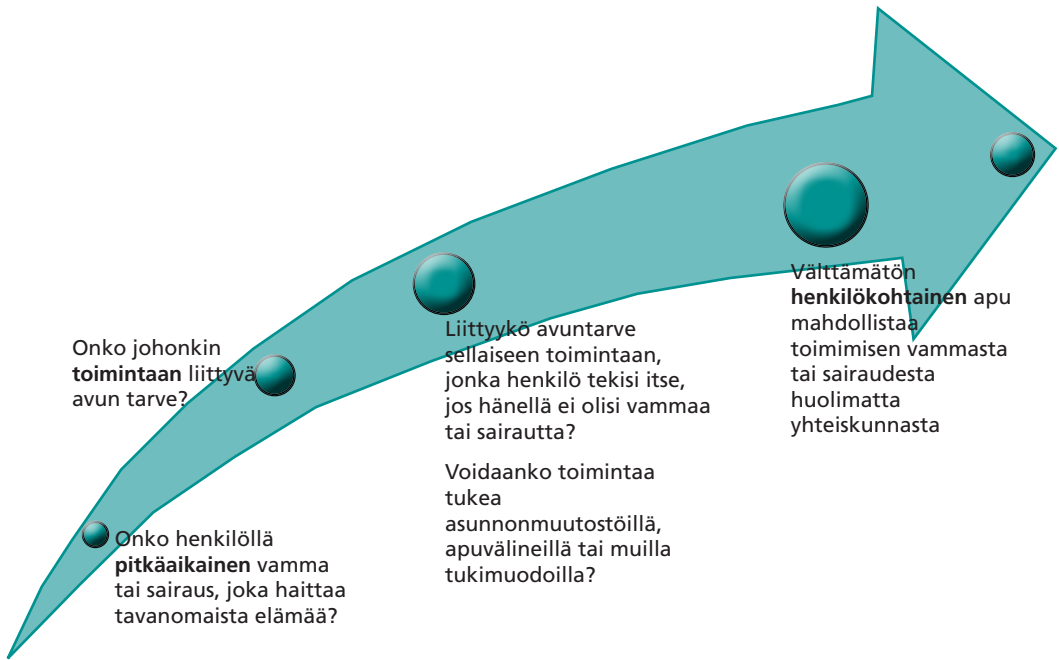 Onko henkilöllä
pitkäaikainen vamma
tai sairaus, joka haittaa
tavanomaista elämää?
Onko johonkin
toimintaan liittyvä
avun tarve?
Liittyykö avuntarve
sellaiseen toimintaan,
jonka henkilö tekisi itse,
jos hänellä ei olisi vammaa
tai sairautta?
Voidaanko toimintaa
tukea
asunnonmuutostöillä,
apuvälineillä tai muilla
tukimuodoilla?
Välttämätön
henkilökohtainen apu
mahdollistaa
toimimisen vammasta
tai sairaudesta
huolimatta
yhteiskunnasta